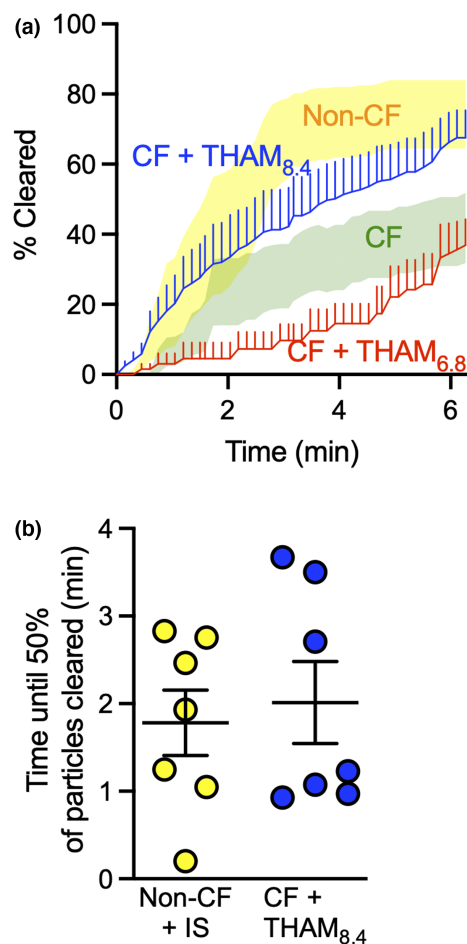 (a)
100
80
60
40
20
0
% Cleared
Non-CF
CF + THAM8.4
CF
CF + THAM6.8
0 2 4 6
Time (min)
(b)
4
3
2
1
0
Time until 50%
of particles cleared (min)
Non-CF
+ IS
CF +
THAM8.4